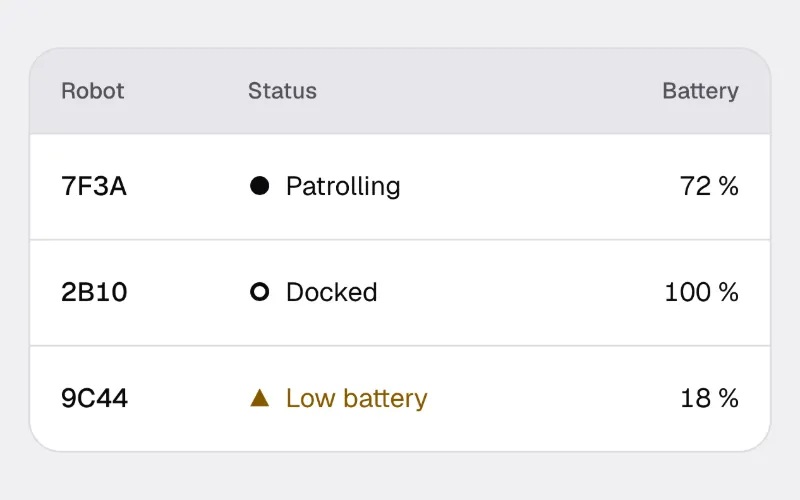 Robot Status Battery
7F3A Patrolling 72 %
2B10 Docked 100 %
9C44 Low battery 18 %